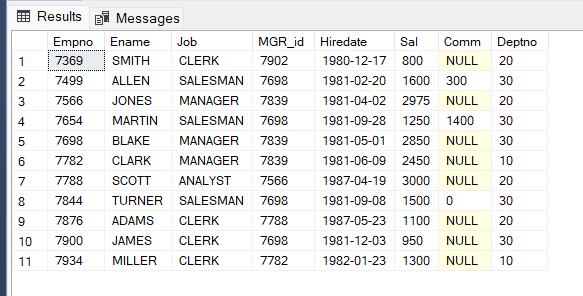 Results Messages
Empno Ename Job MGR_id Hiredate Sal Comm Deptno
1 7369 SMITH CLERK 7902 1980-12-17 800 NULL 20
2 7499 ALLEN SALESMAN 7698 1981-02-20 1600 300 30
3 7566 JONES MANAGER 7839 1981-04-02 2975 NULL 20
4 7654 MARTIN SALESMAN 7698 1981-09-28 1250 1400 30
5 7698 BLAKE MANAGER 7839 1981-05-01 2850 NULL 30
6 7782 CLARK MANAGER 7839 1981-06-09 2450 NULL 10
7 7788 SCOTT ANALYST 7566 1987-04-19 3000 NULL 20
8 7844 TURNER SALESMAN 7698 1981-09-08 1500 0 30
9 7876 ADAMS CLERK 7788 1987-05-23 1100 NULL 20
10 7900 JAMES CLERK 7698 1981-12-03 950 NULL 30
11 7934 MILLER CLERK 7782 1982-01-23 1300 NULL 10